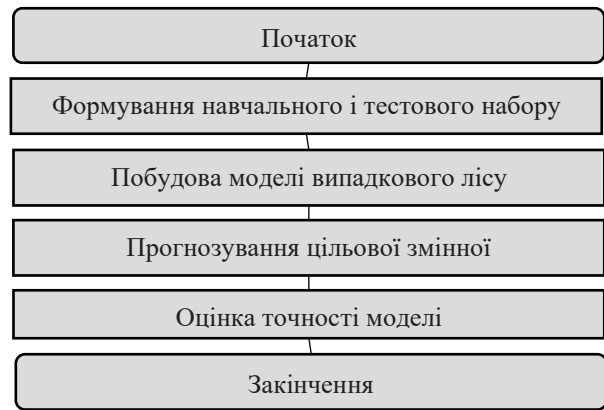 Початок
Формування навчального і тестового набору
Побудова моделі випадкового лісу
Прогнозування цільової змінної
Оцінка точності моделі
Закінчення